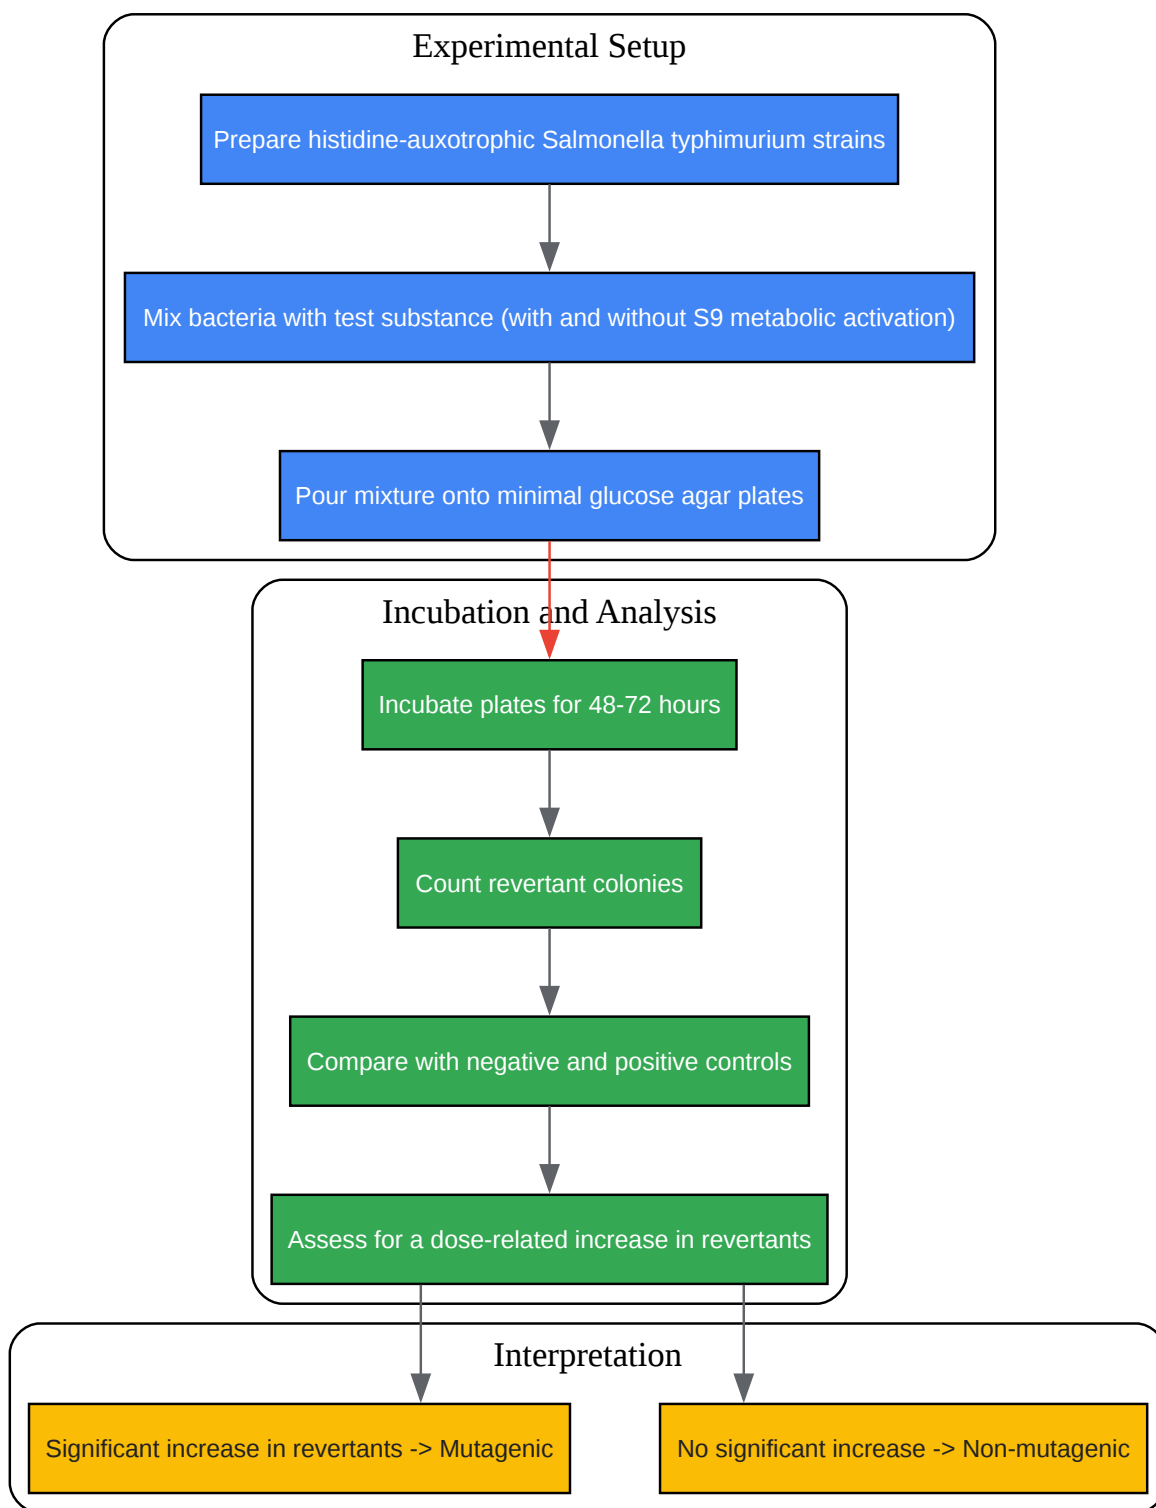 Experimental Setup
Prepare histidine-auxotrophic Salmonella typhimurium strains
Mix bacteria with test substance (with and without S9 metabolic activation)
Pour mixture onto minimal glucose agar plates
Incubation and Analysis
Incubate plates for 48-72 hours
Count revertant colonies
Compare with negative and positive controls
Assess for a dose-related increase in revertants
Interpretation
Significant increase in revertants -> Mutagenic
No significant increase -> Non-mutagenic